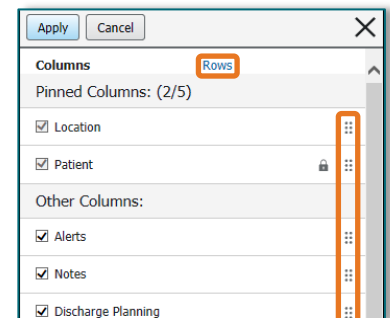 Apply Cancel
Columns Rows
Pinned Columns: (2/5)
Location
Patient
Other Columns:
Alerts
Notes
Discharge Planning